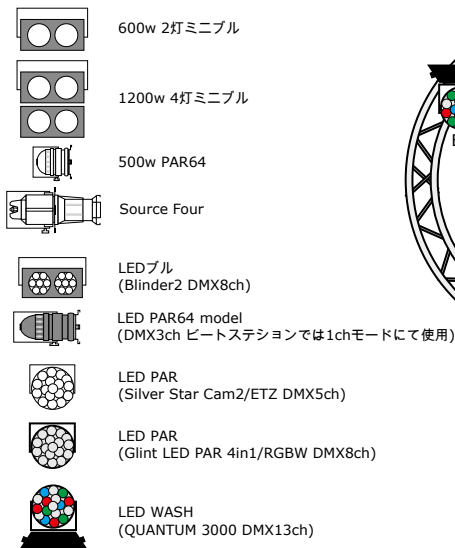 600w 2灯ミニブル
1200w 4灯ミニブル
500w PAR64
Source Four
LEDブル
(Blinder2 DMX8ch)
LED PAR64 model
(DMX3ch ビートステションでは1chモードにて使用)
LED PAR
(Silver Star Cam2/ETZ DMX5ch)
LED PAR
(Glint LED PAR 4in1/RGBW DMX8ch)
LED WASH
(QUANTUM 3000 DMX13ch)